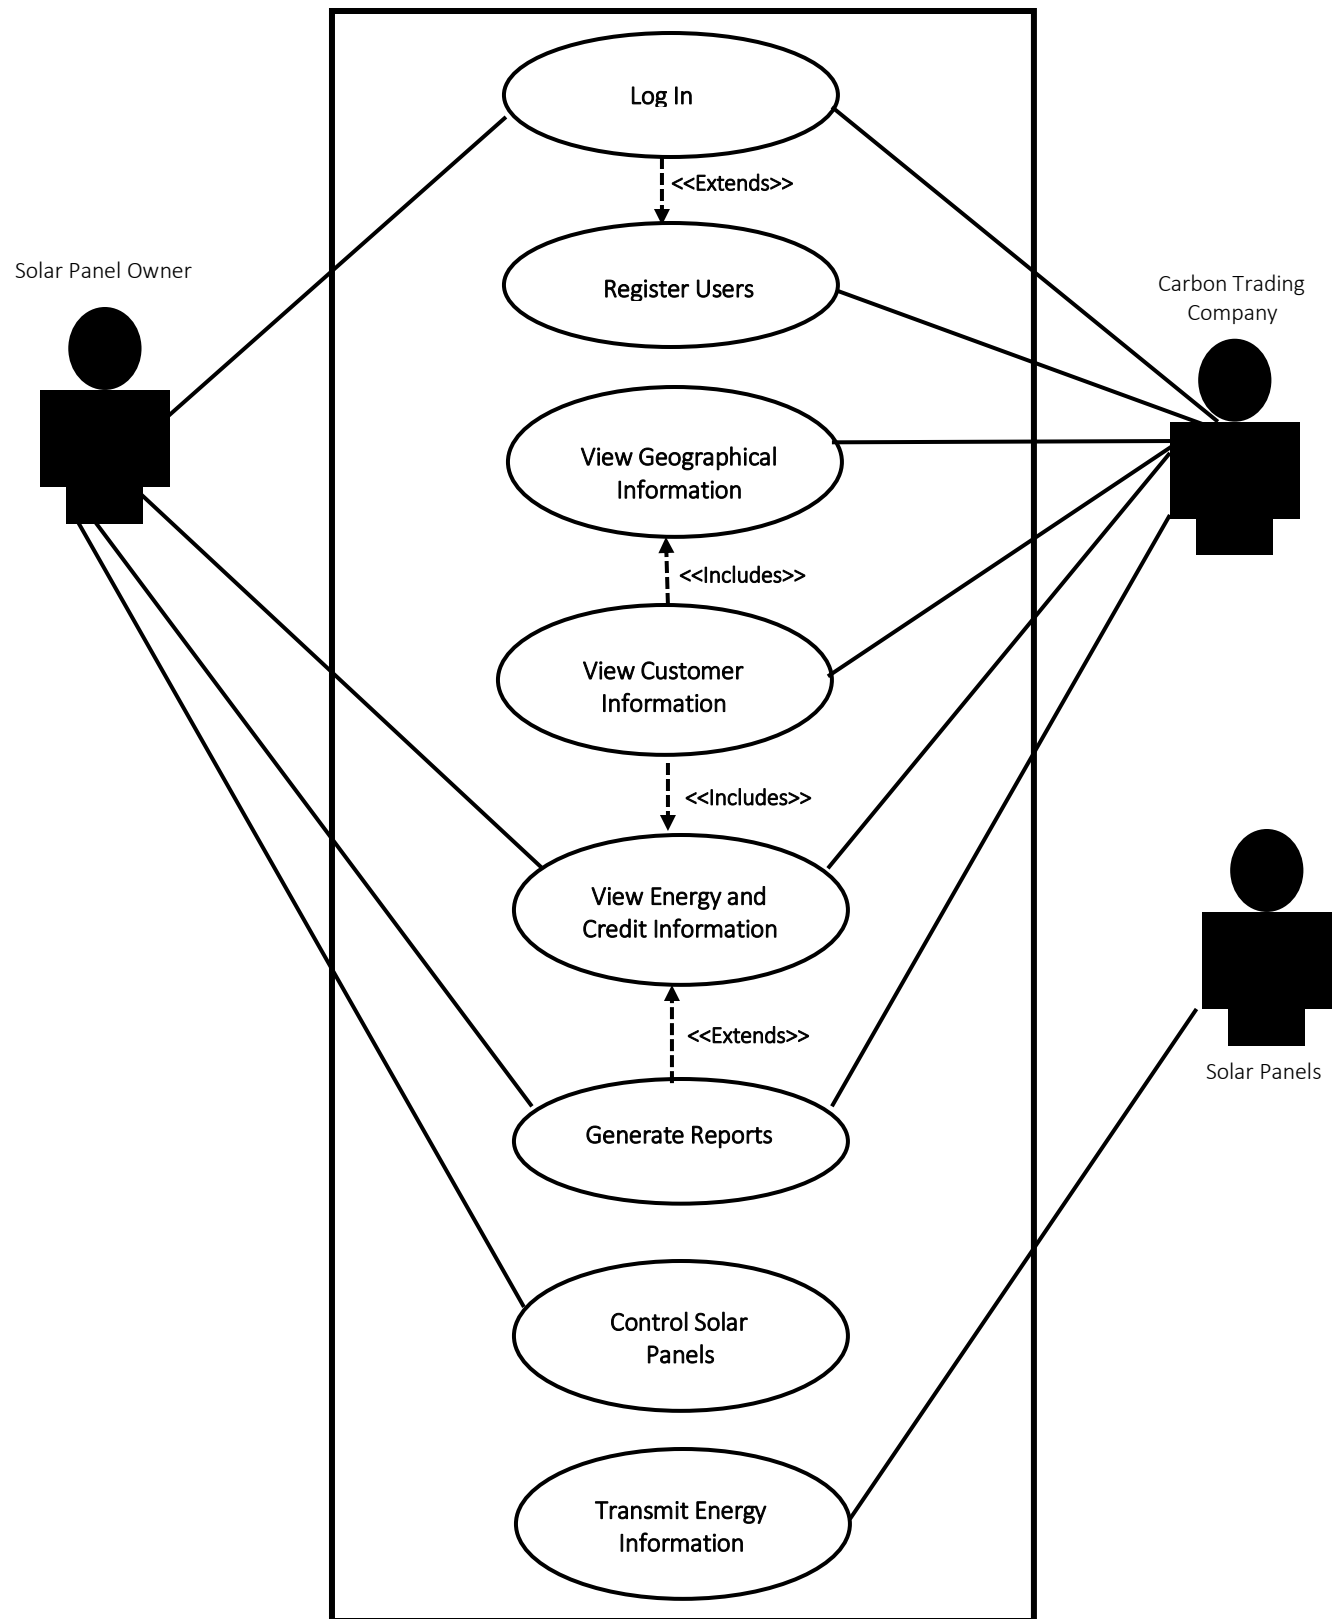 Log In
<<Extends>>
Solar Panel Owner
Register Users
Carbon Trading
Company
View Geographical
Information
<<Includes>>
View Customer
Information
<<Includes>>
View Energy and
Credit Information
<<Extends>>
Solar Panels
Generate Reports
Control Solar
Panels
Transmit Energy
Information